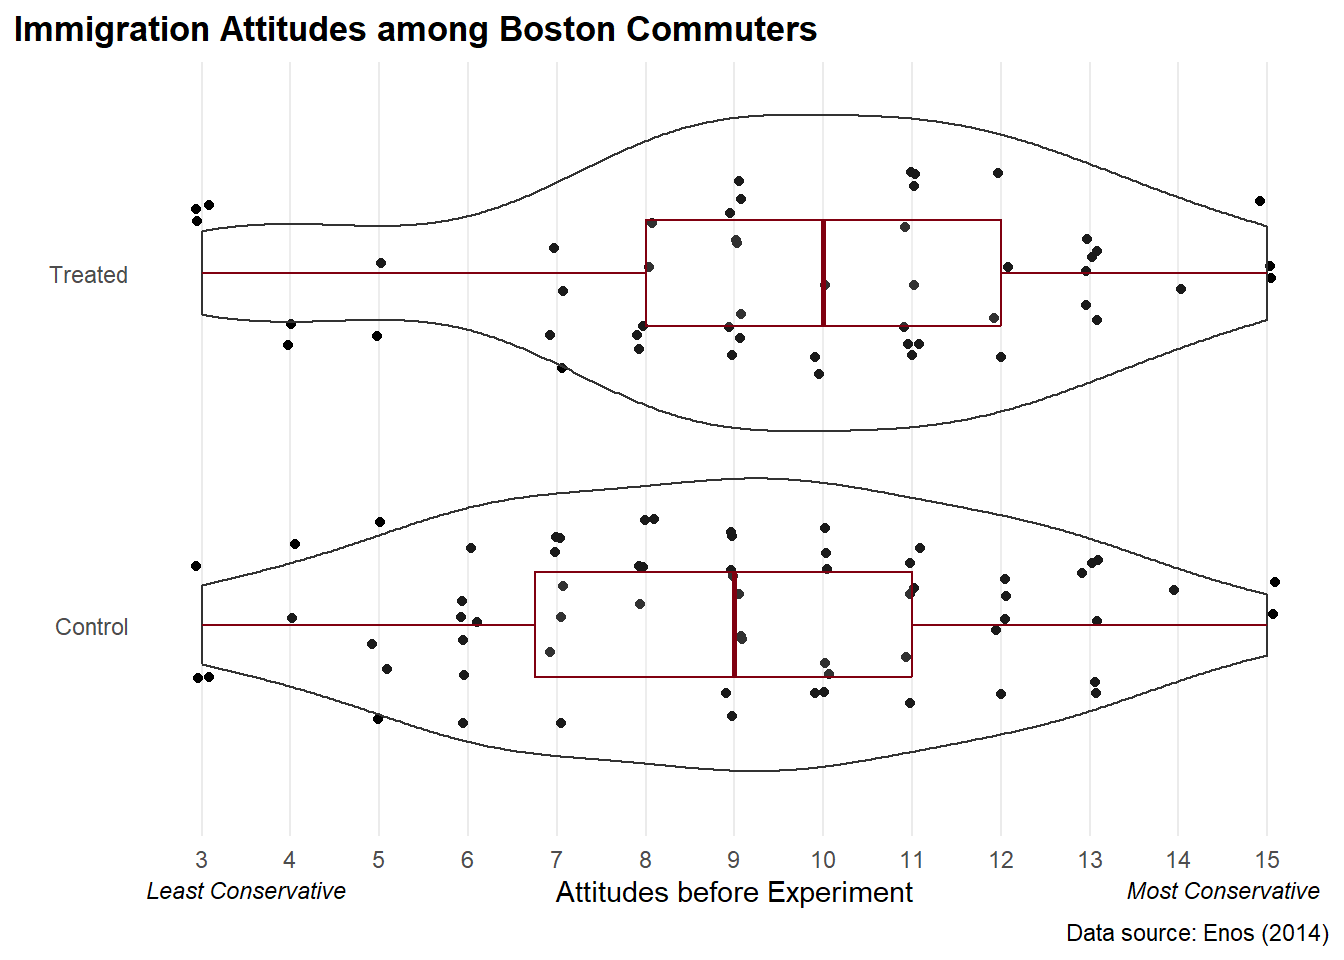 Immigration Attitudes among Boston Commuters
Treated
Control
3 4 5 6 7 8 9 10 11 12 13 14 15
Least Conservative Attitudes before Experiment Most Conservative
Data source: Enos (2014)